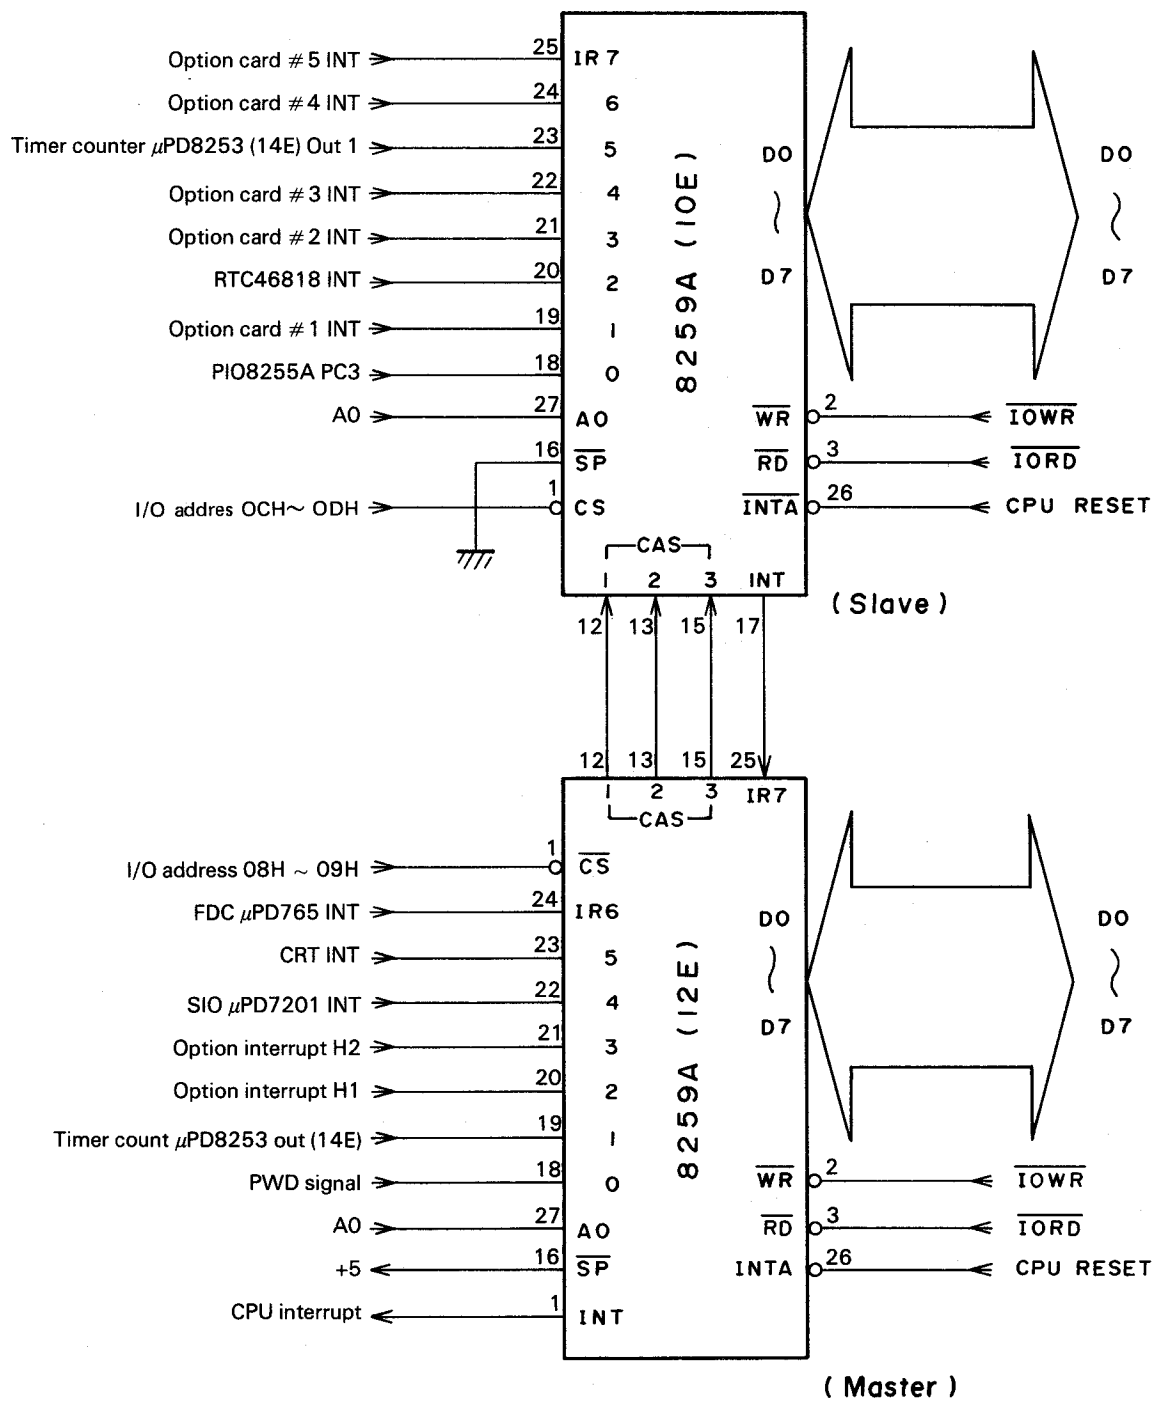 Option card #5 INT 25 IR 7
Option card #4 INT 24 6
Timer counter μPD8253 (14E) Out 1 23 5
Option card #3 INT 22 4
Option card #2 INT 21 3
RTC46818 INT 20 2
Option card #1 INT 19 1
PIO8255A PC3 18 0
A0 27 A0
16 SP
I/O addres 0CH~ 0DH 1 CS
8259A (10E)
D0 ~ D7
D0 ~ D7
WR 2 IOWR
RD 3 IORD
INTA 26 CPU RESET
CAS
1 2 3 INT
(Slave)
12 13 15 17
12 13 15 25
1 2 3 IR7
CAS
I/O address 08H ~ 09H 1 CS
FDC μPD765 INT 24 IR6
CRT INT 23 5
SIO μPD7201 INT 22 4
Option interrupt H2 21 3
Option interrupt H1 20 2
Timer count μPD8253 out (14E) 19 1
PWD signal 18 0
A0 27 A0
+5 16 SP
CPU interrupt 1 INT
8259A (12E)
D0 ~ D7
D0 ~ D7
WR 2 IOWR
RD 3 IORD
INTA 26 CPU RESET
(Master)